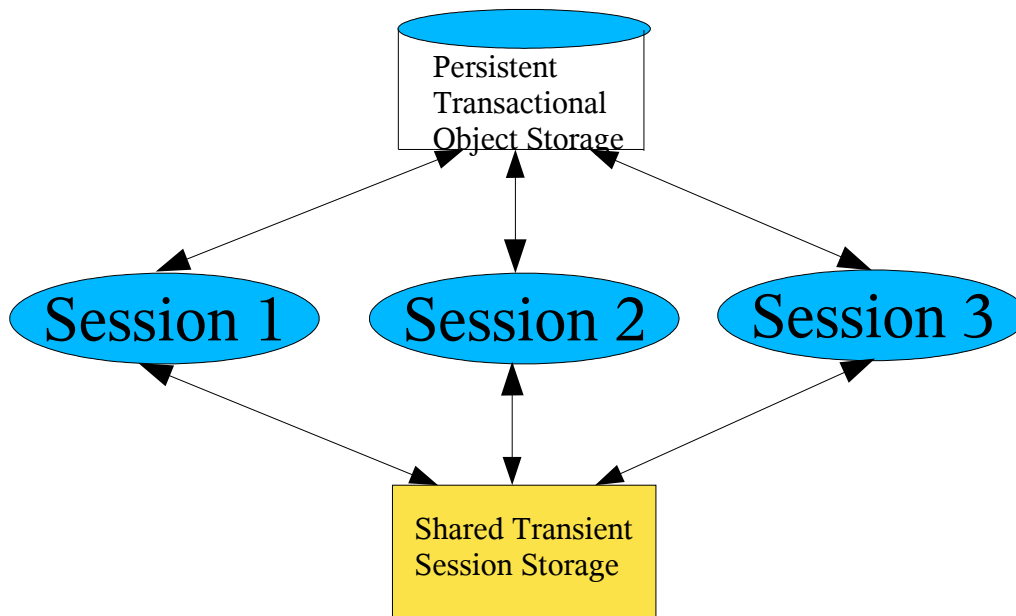 Persistent
Transactional
Object Storage
Session 1
Session 2
Session 3
Shared Transient
Session Storage